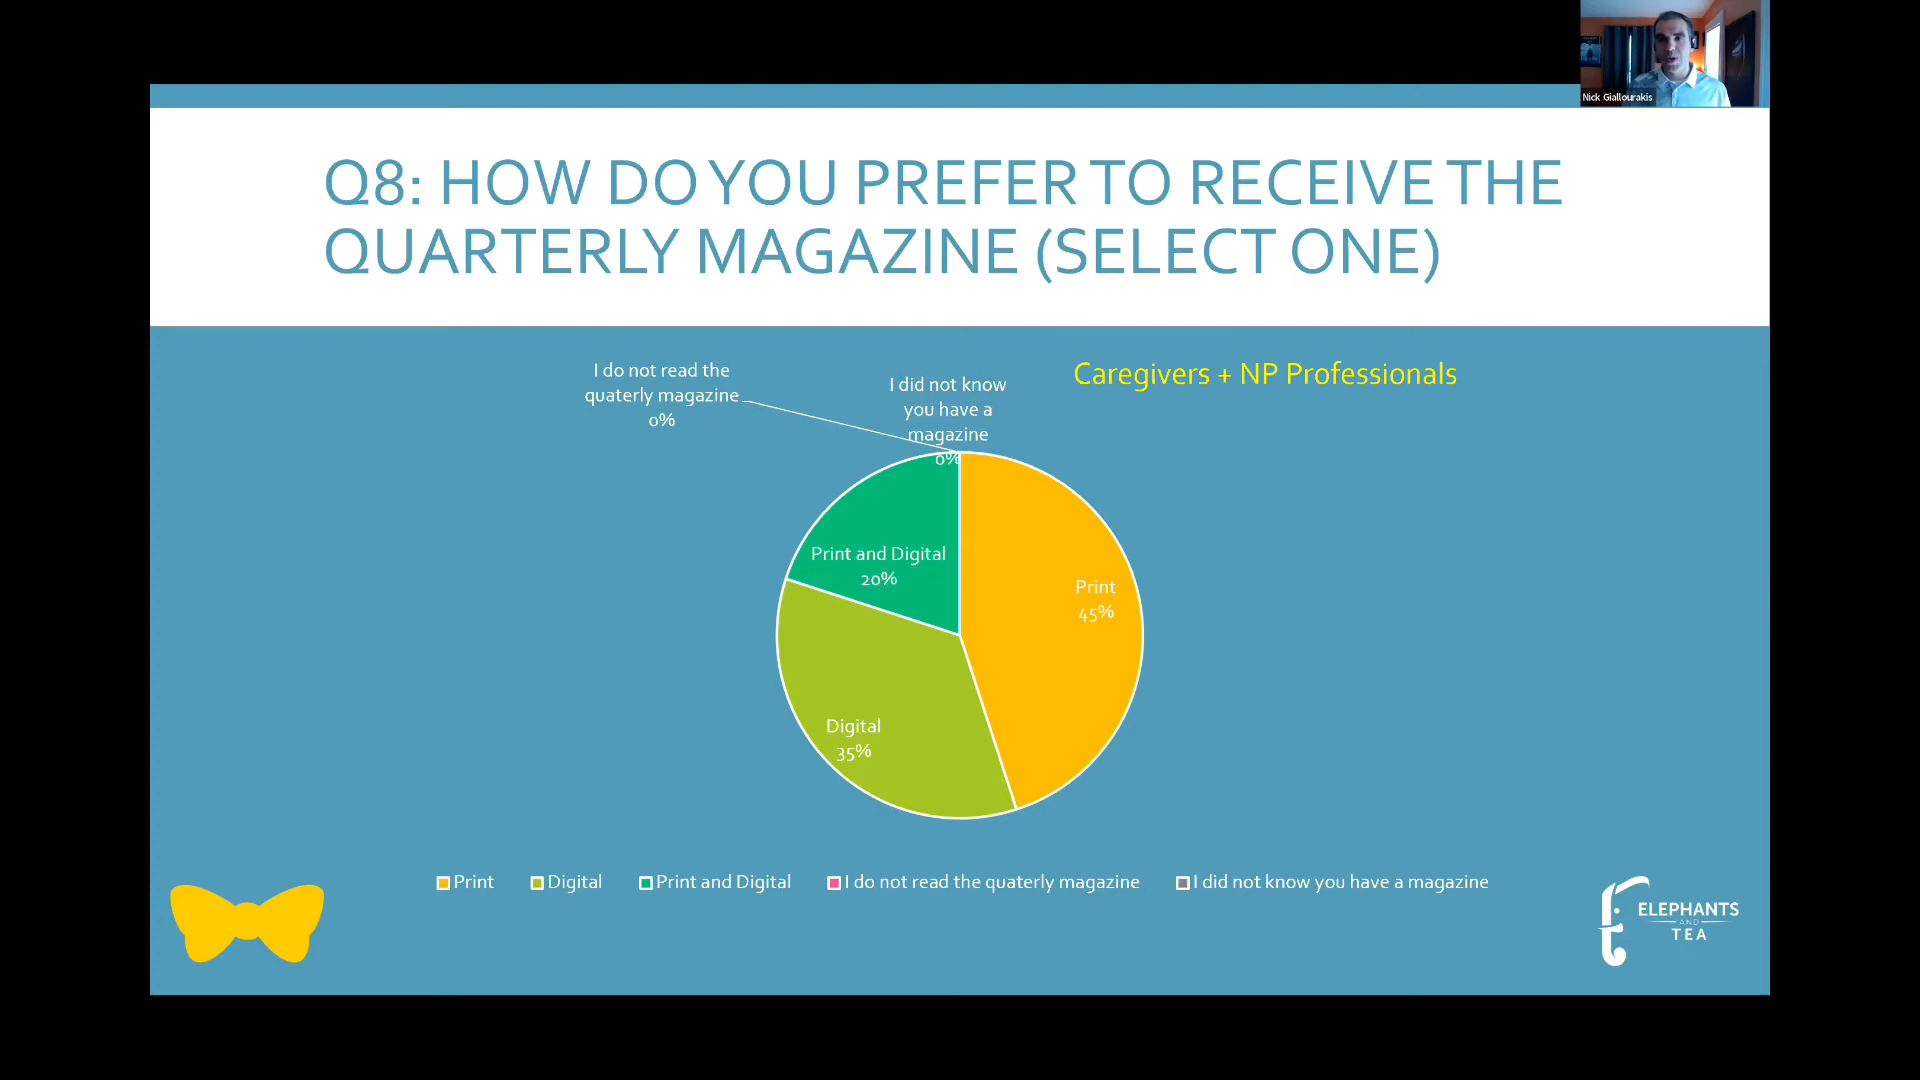 Nick Giallourakis
Q8: HOW DO YOU PREFER TO RECEIVE THE
QUARTERLY MAGAZINE (SELECT ONE)
Caregivers + NP Professionals
I do not read the
quaterly magazine
0%
I did not know
you have a
magazine
0%
Print and Digital
20%
Print
45%
Digital
35%
Print
Digital
Print and Digital
I do not read the quaterly magazine
I did not know you have a magazine
ELEPHANTS
AND
TEA